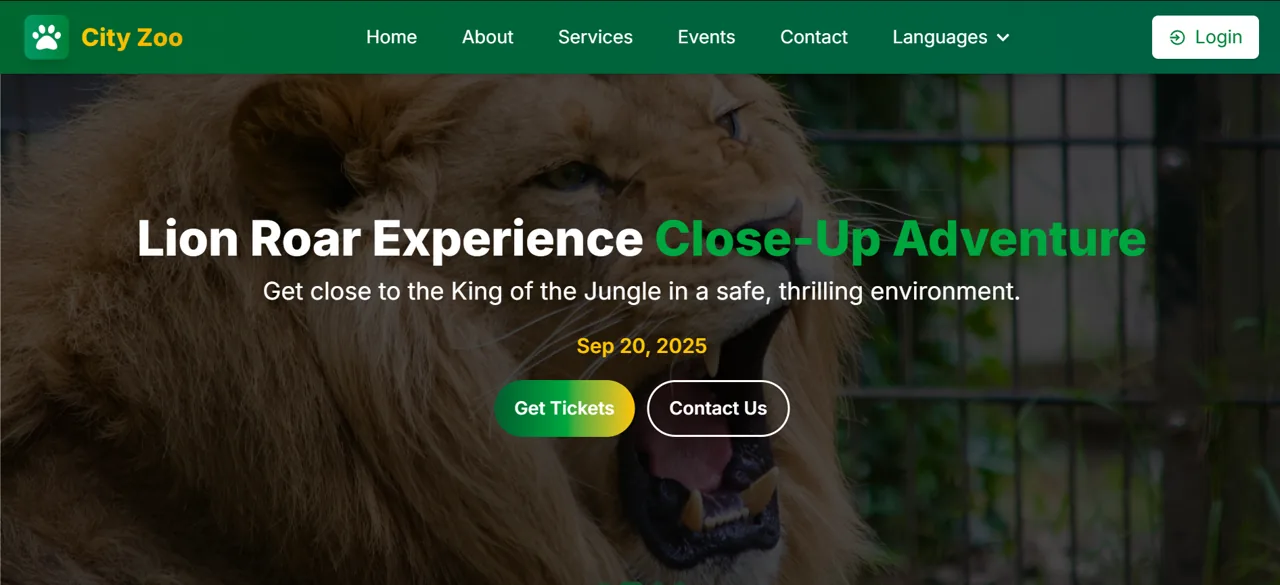 City Zoo
Home About Services Events Contact Languages Login
Lion Roar Experience Close-Up Adventure
Get close to the King of the Jungle in a safe, thrilling environment.
Sep 20, 2025
Get Tickets Contact Us